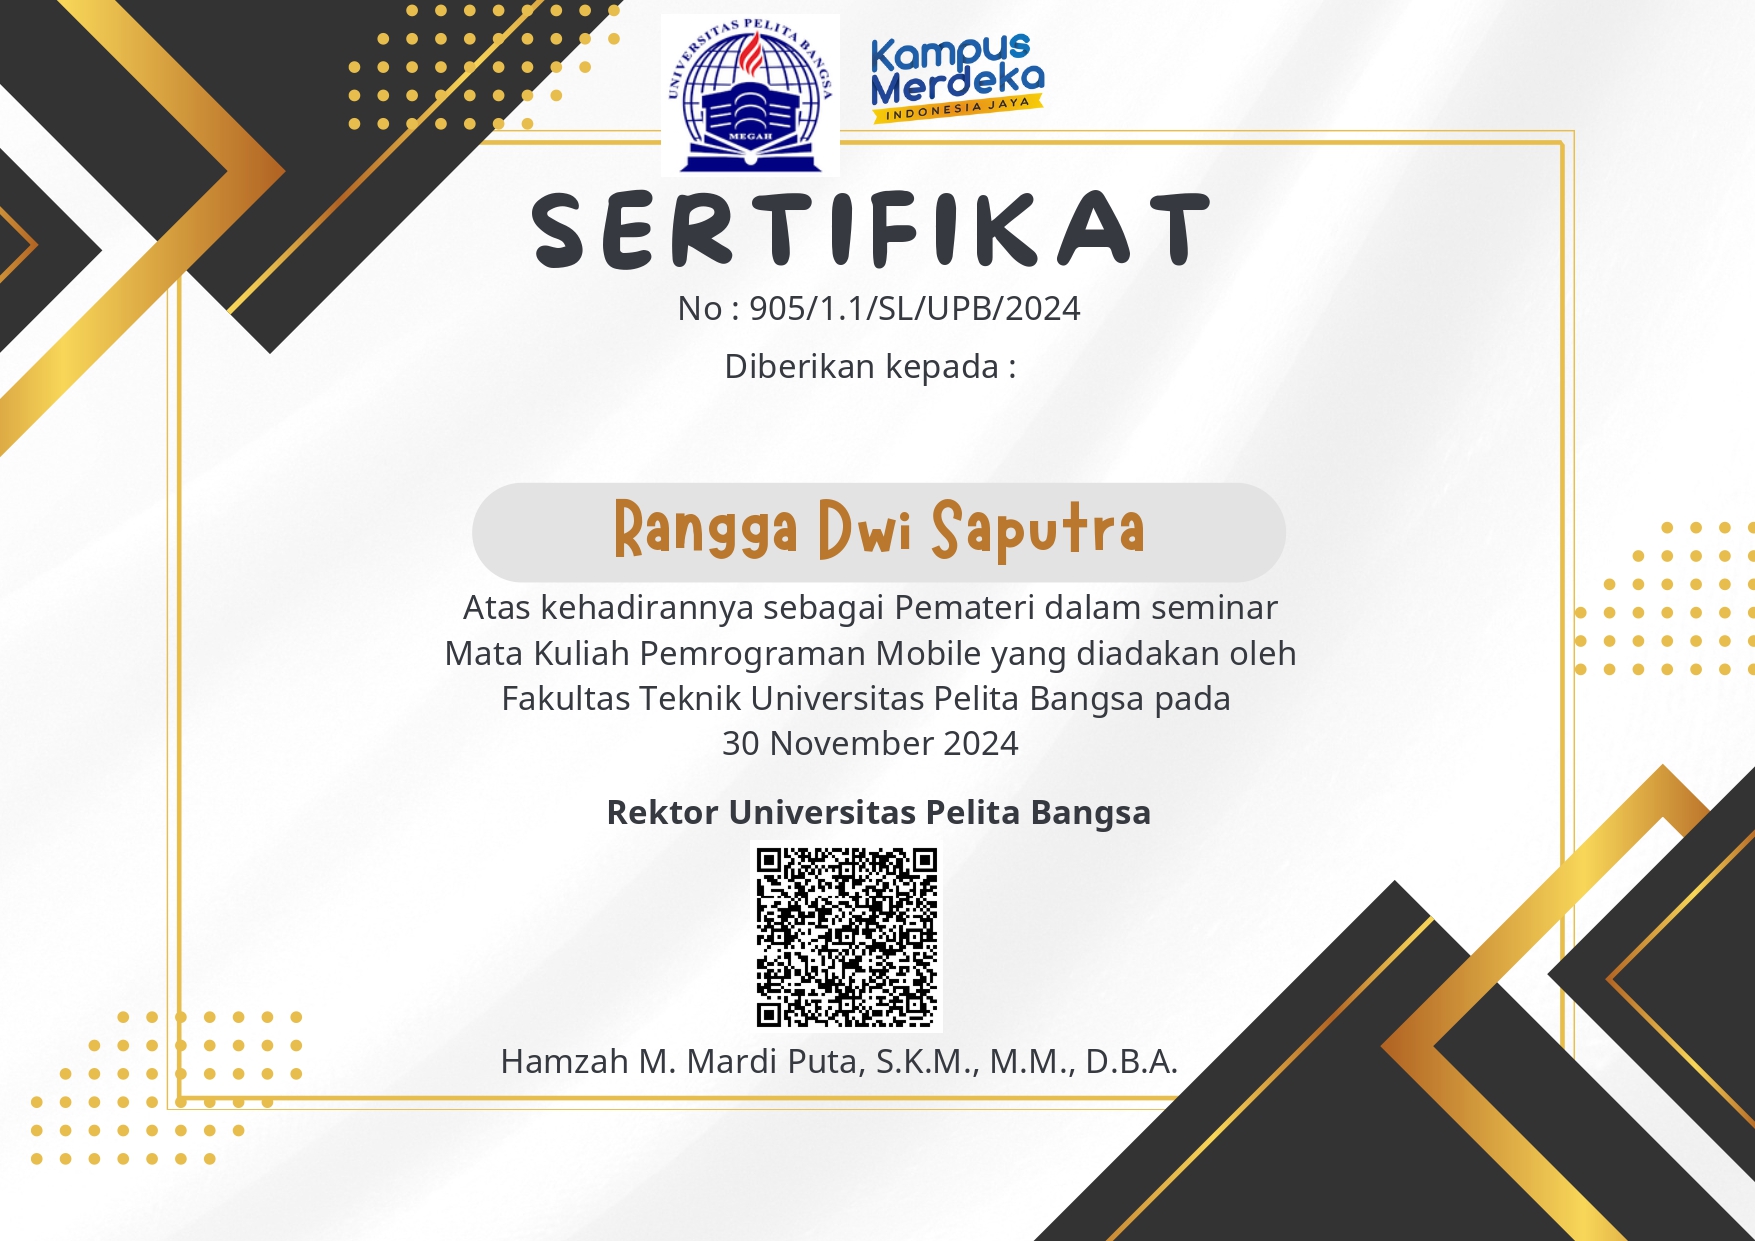 UNIVERSITAS PELITA BANGSA
MEGAH
Kampus
Merdeka
INDONESIA JAYA
SERTIFIKAT
No : 905/1.1/SL/UPB/2024
Diberikan kepada :
Rangga Dwi Saputra
Atas kehadirannya sebagai Pemateri dalam seminar
Mata Kuliah Pemrograman Mobile yang diadakan oleh
Fakultas Teknik Universitas Pelita Bangsa pada
30 November 2024
Rektor Universitas Pelita Bangsa
Hamzah M. Mardi Puta, S.K.M., M.M., D.B.A.